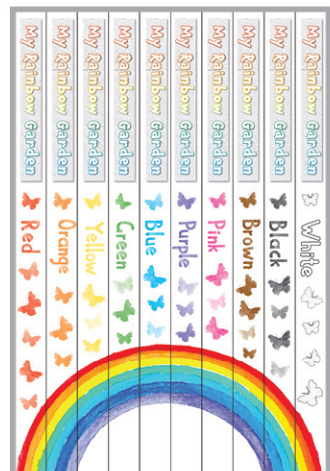 My Rainbow Garden Red
My Rainbow Garden Orange
My Rainbow Garden Yellow
My Rainbow Garden Green
My Rainbow Garden Blue
My Rainbow Garden Purple
My Rainbow Garden Pink
My Rainbow Garden Brown
My Rainbow Garden Black
My Rainbow Garden White